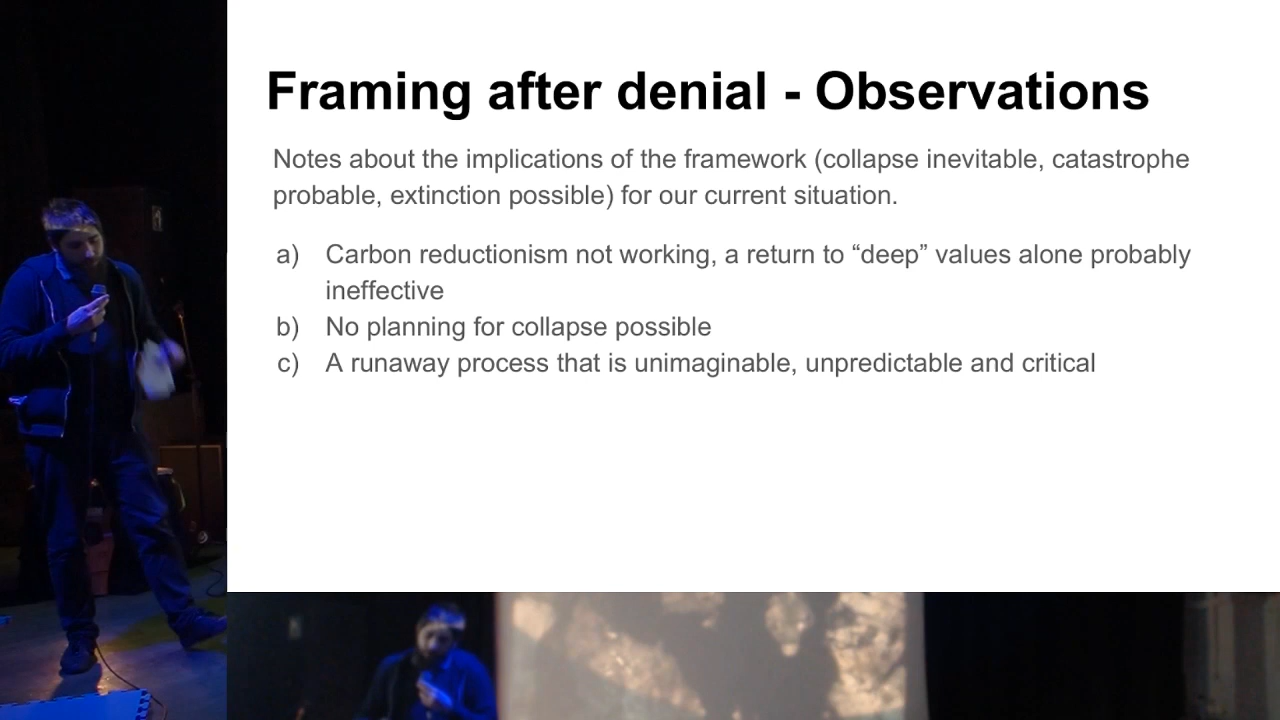 Framing after denial - Observations
Notes about the implications of the framework (collapse inevitable, catastrophe
probable, extinction possible) for our current situation.
a) Carbon reductionism not working, a return to “deep” values alone probably
ineffective
b) No planning for collapse possible
c) A runaway process that is unimaginable, unpredictable and critical